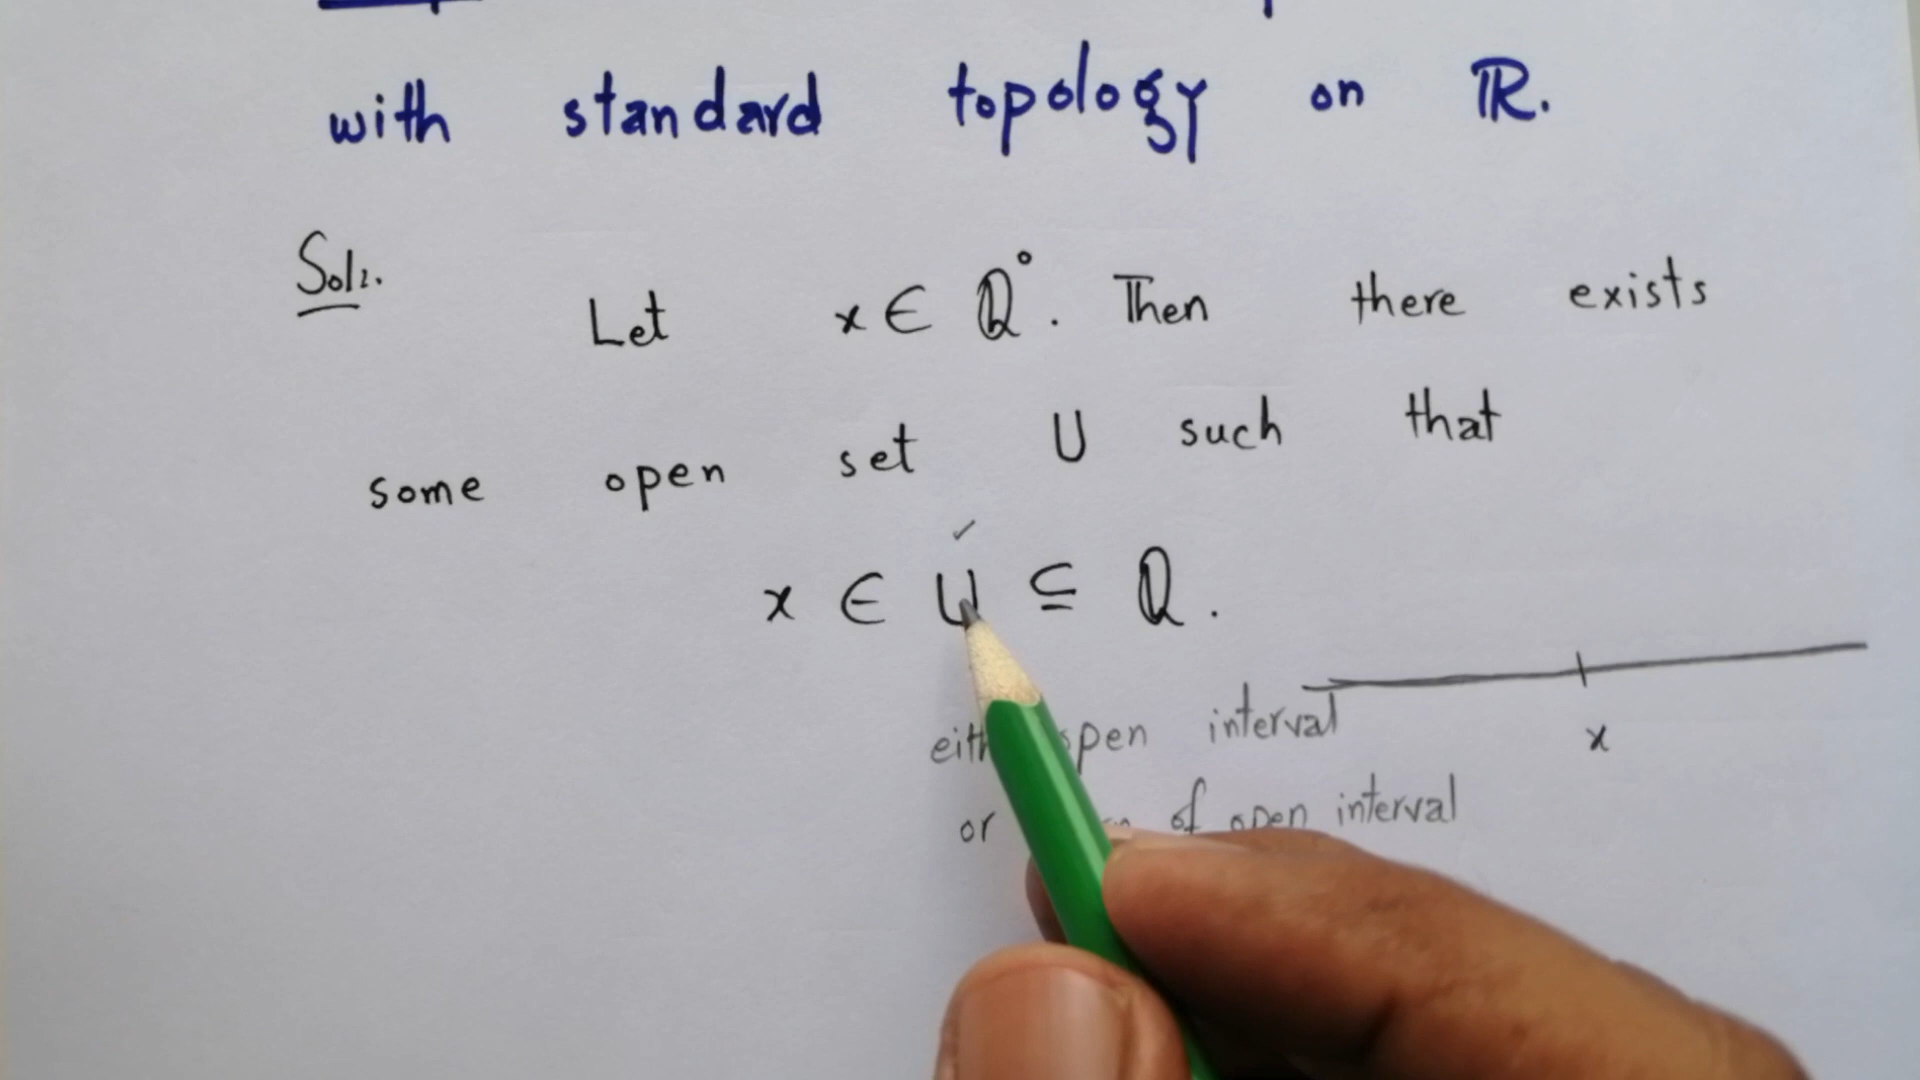 with standard topology on ℝ.
Sol:. Let x ∈ ℚ°. Then there exists
some open set U such that
x ∈ U ⊆ ℚ.
open interval
x
or of open interval